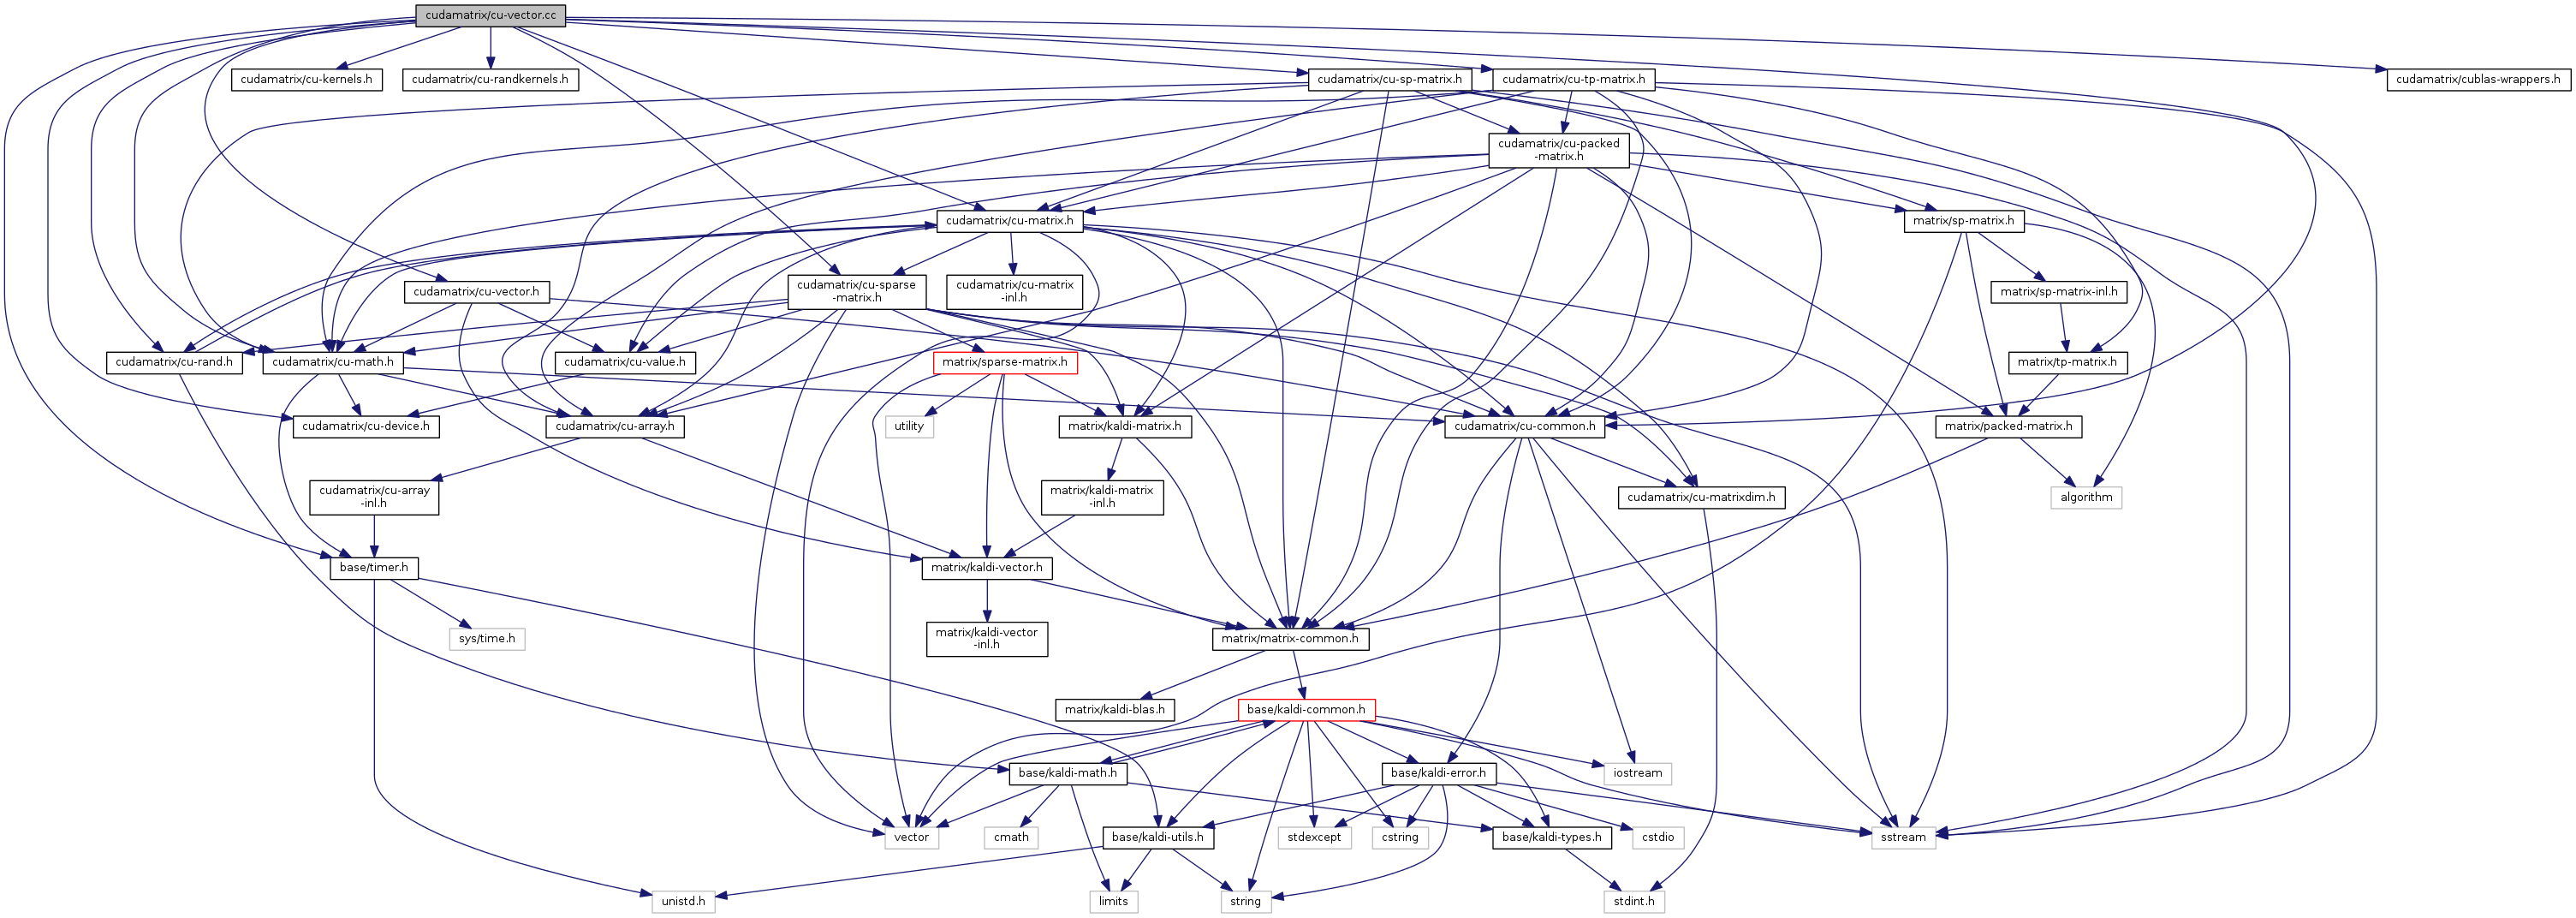 cudamatrix/cu-vector.cc
cudamatrix/cu-kernels.h
cudamatrix/cu-randkernels.h
cudamatrix/cu-sp-matrix.h
cudamatrix/cu-tp-matrix.h
cudamatrix/cublas-wrappers.h
cudamatrix/cu-packed
-matrix.h
cudamatrix/cu-matrix.h
matrix/sp-matrix.h
cudamatrix/cu-vector.h
cudamatrix/cu-sparse
-matrix.h
cudamatrix/cu-matrix
-inl.h
matrix/sp-matrix-inl.h
cudamatrix/cu-rand.h
cudamatrix/cu-math.h
cudamatrix/cu-value.h
matrix/sparse-matrix.h
matrix/tp-matrix.h
cudamatrix/cu-device.h
cudamatrix/cu-array.h
utility
matrix/kaldi-matrix.h
cudamatrix/cu-common.h
matrix/packed-matrix.h
cudamatrix/cu-array
-inl.h
matrix/kaldi-matrix
-inl.h
cudamatrix/cu-matrixdim.h
algorithm
base/timer.h
matrix/kaldi-vector.h
sys/time.h
matrix/kaldi-vector
-inl.h
matrix/matrix-common.h
matrix/kaldi-blas.h
base/kaldi-common.h
base/kaldi-math.h
base/kaldi-error.h
iostream
vector
cmath
base/kaldi-utils.h
stdexcept
cstring
base/kaldi-types.h
cstdio
sstream
unistd.h
limits
string
stdint.h